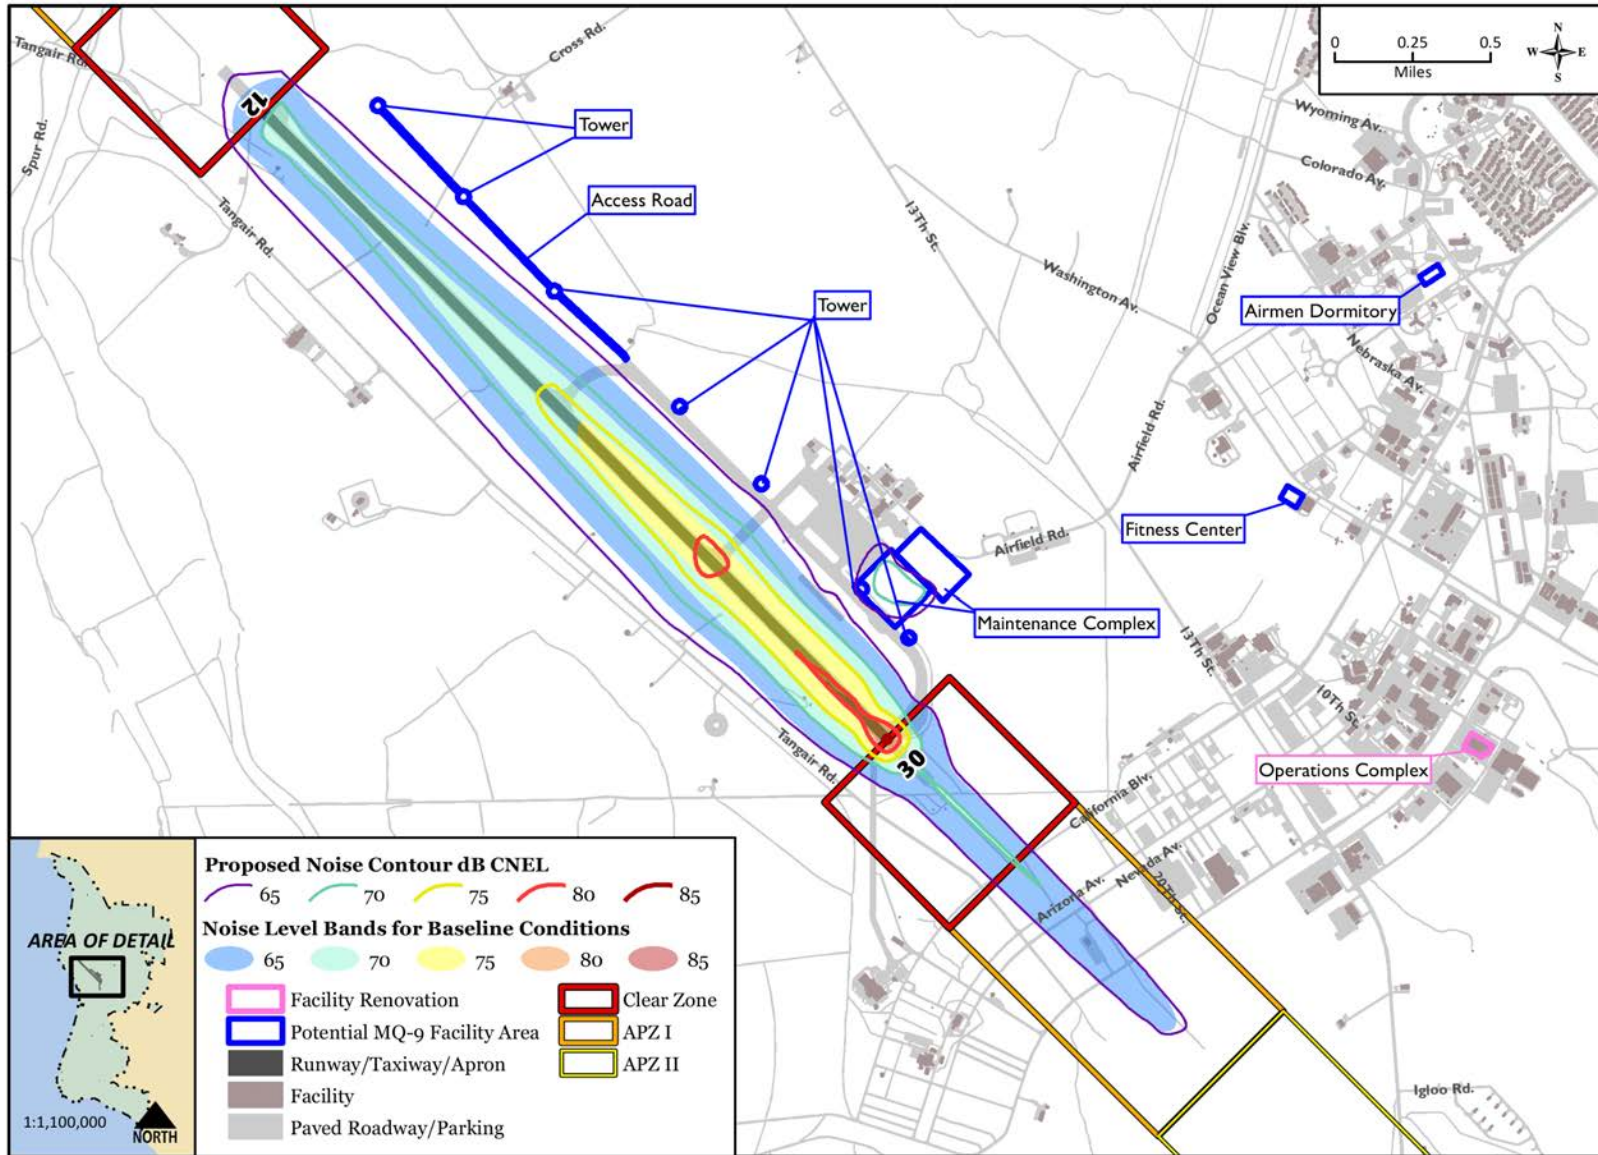 0 0.25 0.5
Miles
N
W E
S
Tangair Rd.
Cross Rd.
12
Tower
Spur Rd.
Access Road
Tangair Rd.
13Th St.
Wyoming Av.
Colorado Av.
Ocean View Blv.
Washington Av.
Airmen Dormitory
Tower
Nebraska Av.
Airfield Rd.
Fitness Center
Airfield Rd.
Maintenance Complex
13Th St.
10Th St.
Tangair Rd.
30
Operations Complex
California Blv.
Nevada Av.
Arizona Av.
20Th St.
Igloo Rd.
AREA OF DETAIL
1:1,100,000
NORTH
Proposed Noise Contour dB CNEL
65 70 75 80 85
Noise Level Bands for Baseline Conditions
65 70 75 80 85
Facility Renovation
Clear Zone
Potential MQ-9 Facility Area
APZ I
Runway/Taxiway/Apron
APZ II
Facility
Paved Roadway/Parking